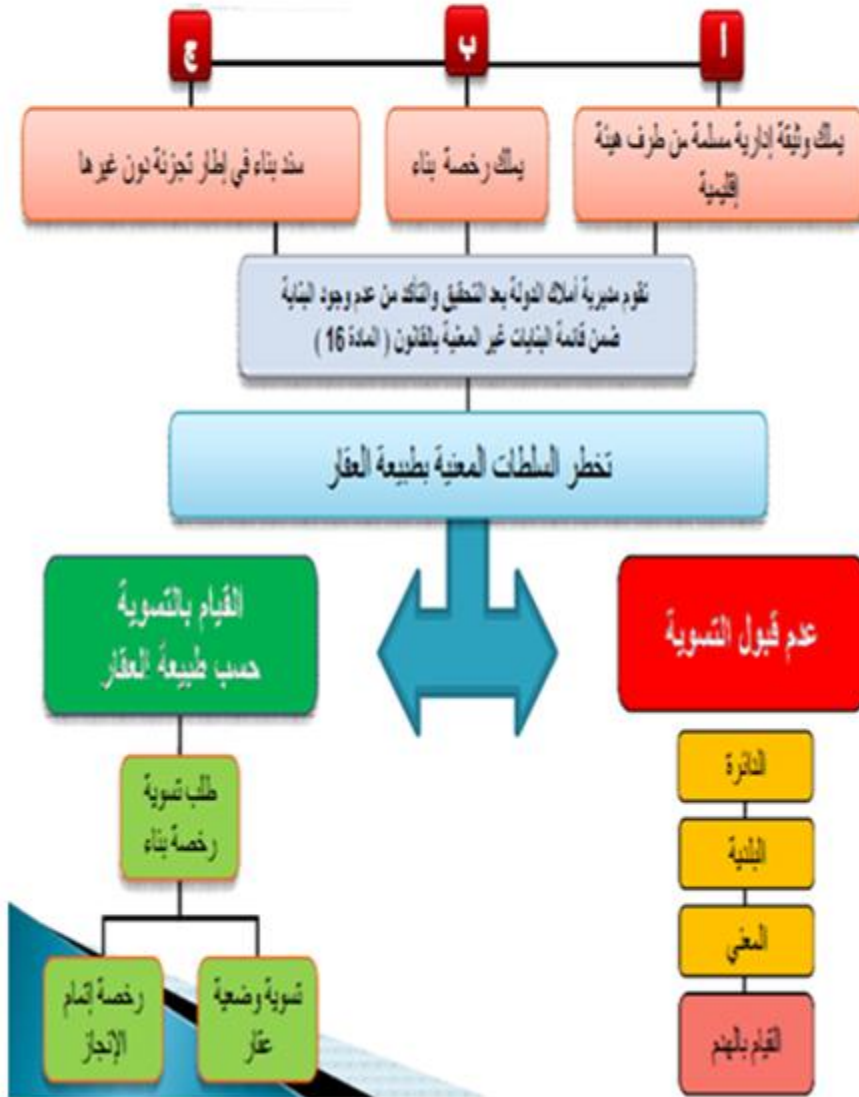 أ
ب
ج
يملك وثيقة إدارية مسلمة من طرف هيئة
إقليمية
يملك رخصة بناء
سند بناء في إطار تجزئة دون غيرها
تقوم مديرية أملاك الدولة بعد التحقيق والتأكد من عدم وجود البناية
ضمن قائمة البنايات غير المعنية بالقانون ( المادة 16 )
تخطر السلطات المعنية بطبيعة العقار
عدم قبول التسوية
الدائرة
البلدية
المعني
القيام بالهدم
القيام بالتسوية
حسب طبيعة العقار
طلب تسوية
رخصة بناء
تسوية وضعية
عقار
رخصة إتمام
الإنجاز